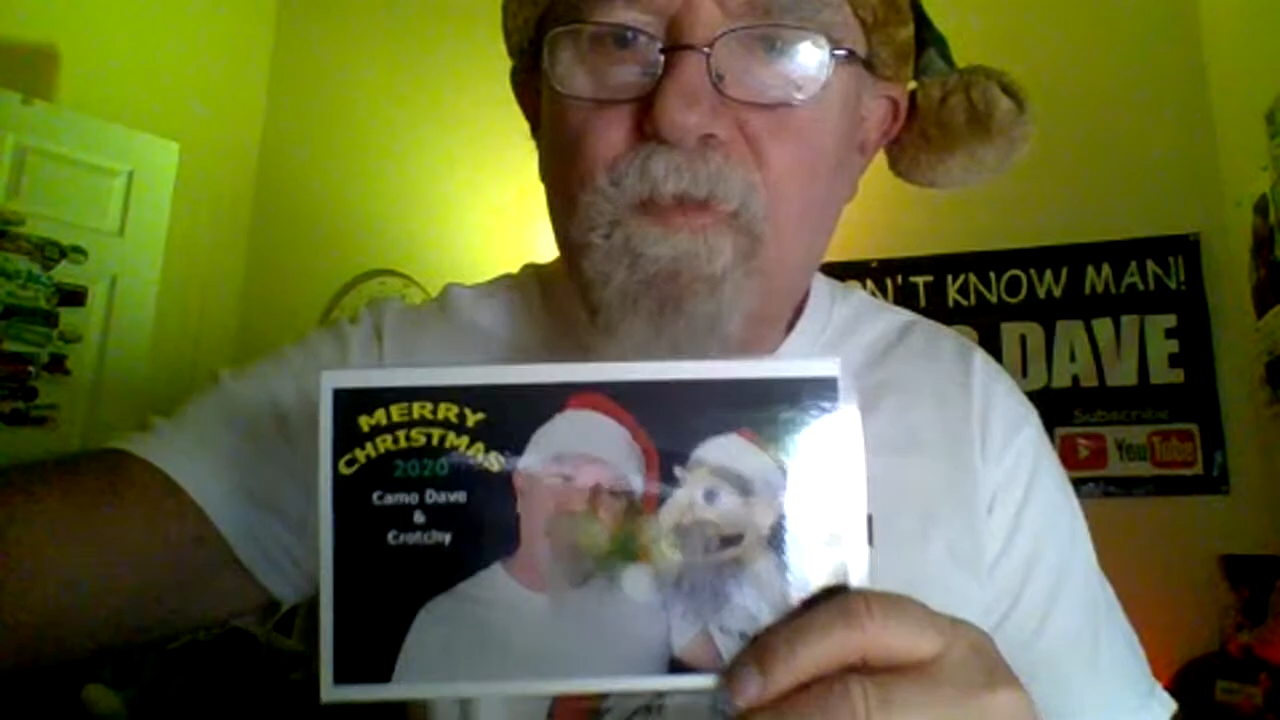 N'T KNOW MAN!
DAVE
Subscribe
YouTube
MERRY
CHRISTMAS
2020
Camo Dave
&
Crotchy